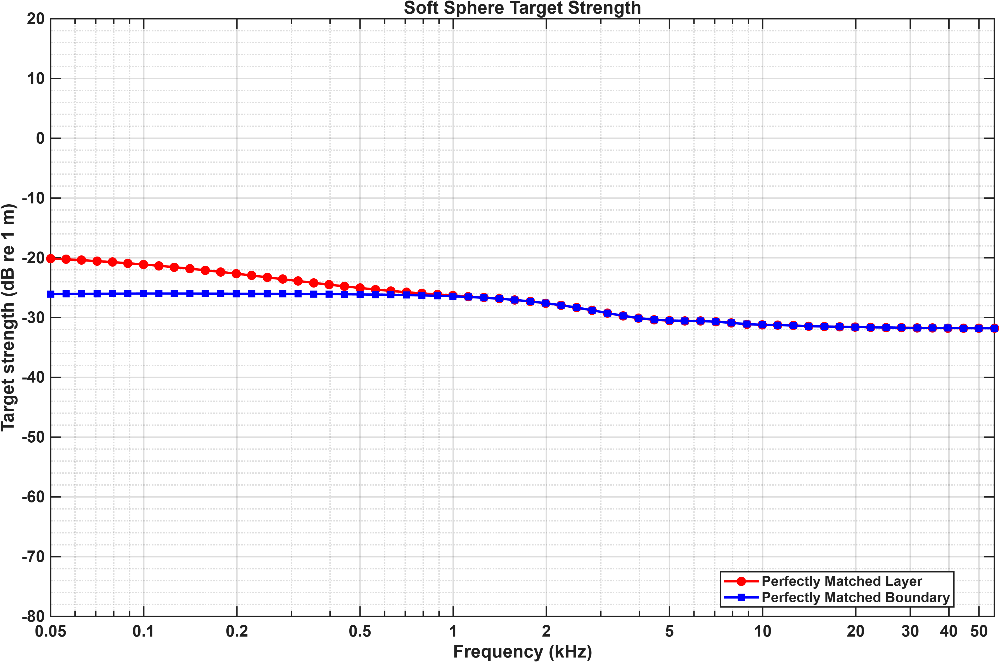 Soft Sphere Target Strength
20
10
0
-10
-20
-30
-40
-50
-60
-70
-80
Target strength (dB re 1 m)
Perfectly Matched Layer
Perfectly Matched Boundary
0.05 0.1 0.2 0.5 1 2 5 10 20 30 40 50
Frequency (kHz)